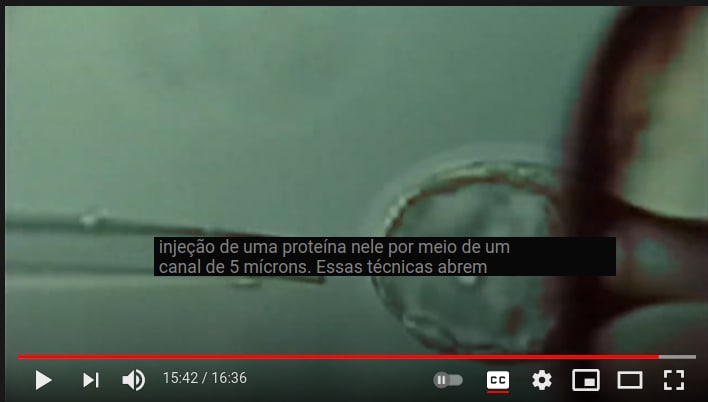 injeção de uma proteína nele por meio de um
canal de 5 mícrons. Essas técnicas abrem
15:42 / 16:36
CC